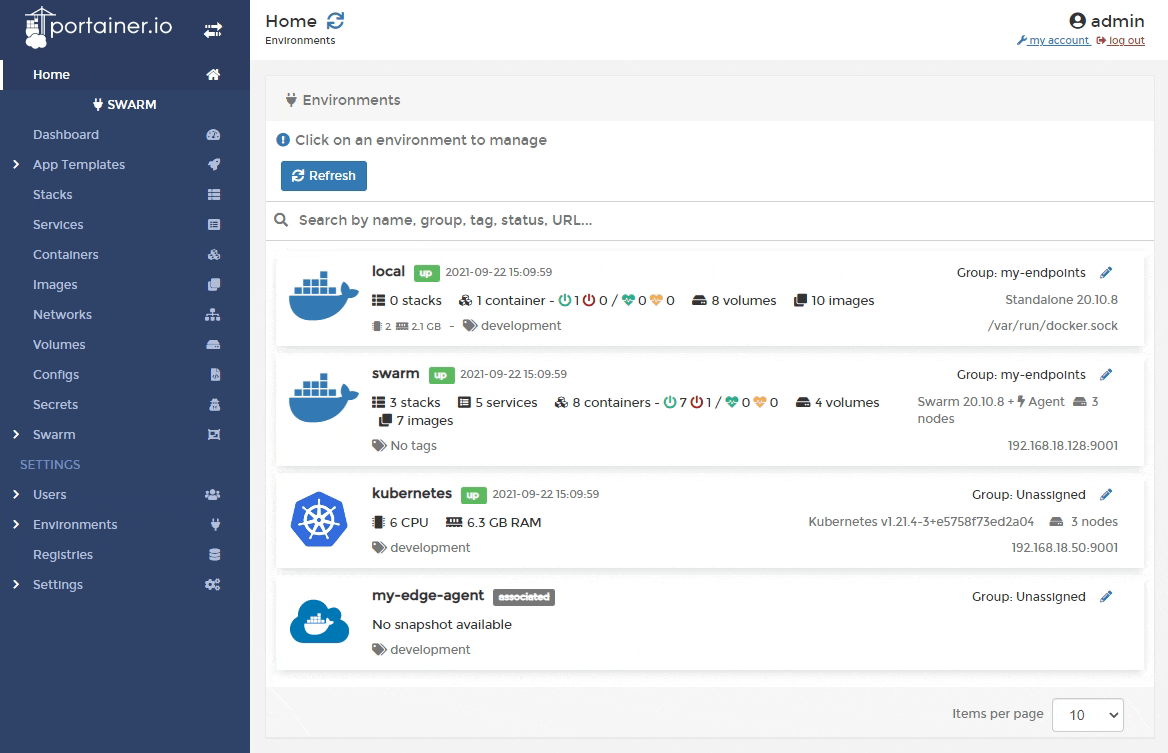 portainer.io
Home
SWARM
Dashboard
App Templates
Stacks
Services
Containers
Images
Networks
Volumes
Configs
Secrets
Swarm
SETTINGS
Users
Environments
Registries
Settings
Home
Environments
admin
my account log out
Environments
Click on an environment to manage
Refresh
Search by name, group, tag, status, URL...
local up 2021-09-22 15:09:59 Group: my-endpoints
0 stacks 1 container - 1 0 / 0 0 8 volumes 10 images Standalone 20.10.8
2 2.1 GB - development /var/run/docker.sock
swarm up 2021-09-22 15:09:59 Group: my-endpoints
3 stacks 5 services 8 containers - 7 1 / 0 0 4 volumes Swarm 20.10.8 + Agent 3
7 images nodes
No tags 192.168.18.128:9001
kubernetes up 2021-09-22 15:09:59 Group: Unassigned
6 CPU 6.3 GB RAM Kubernetes v1.21.4-3+e5758f73ed2a04 3 nodes
development 192.168.18.50:9001
my-edge-agent associated Group: Unassigned
No snapshot available
development
Items per page 10